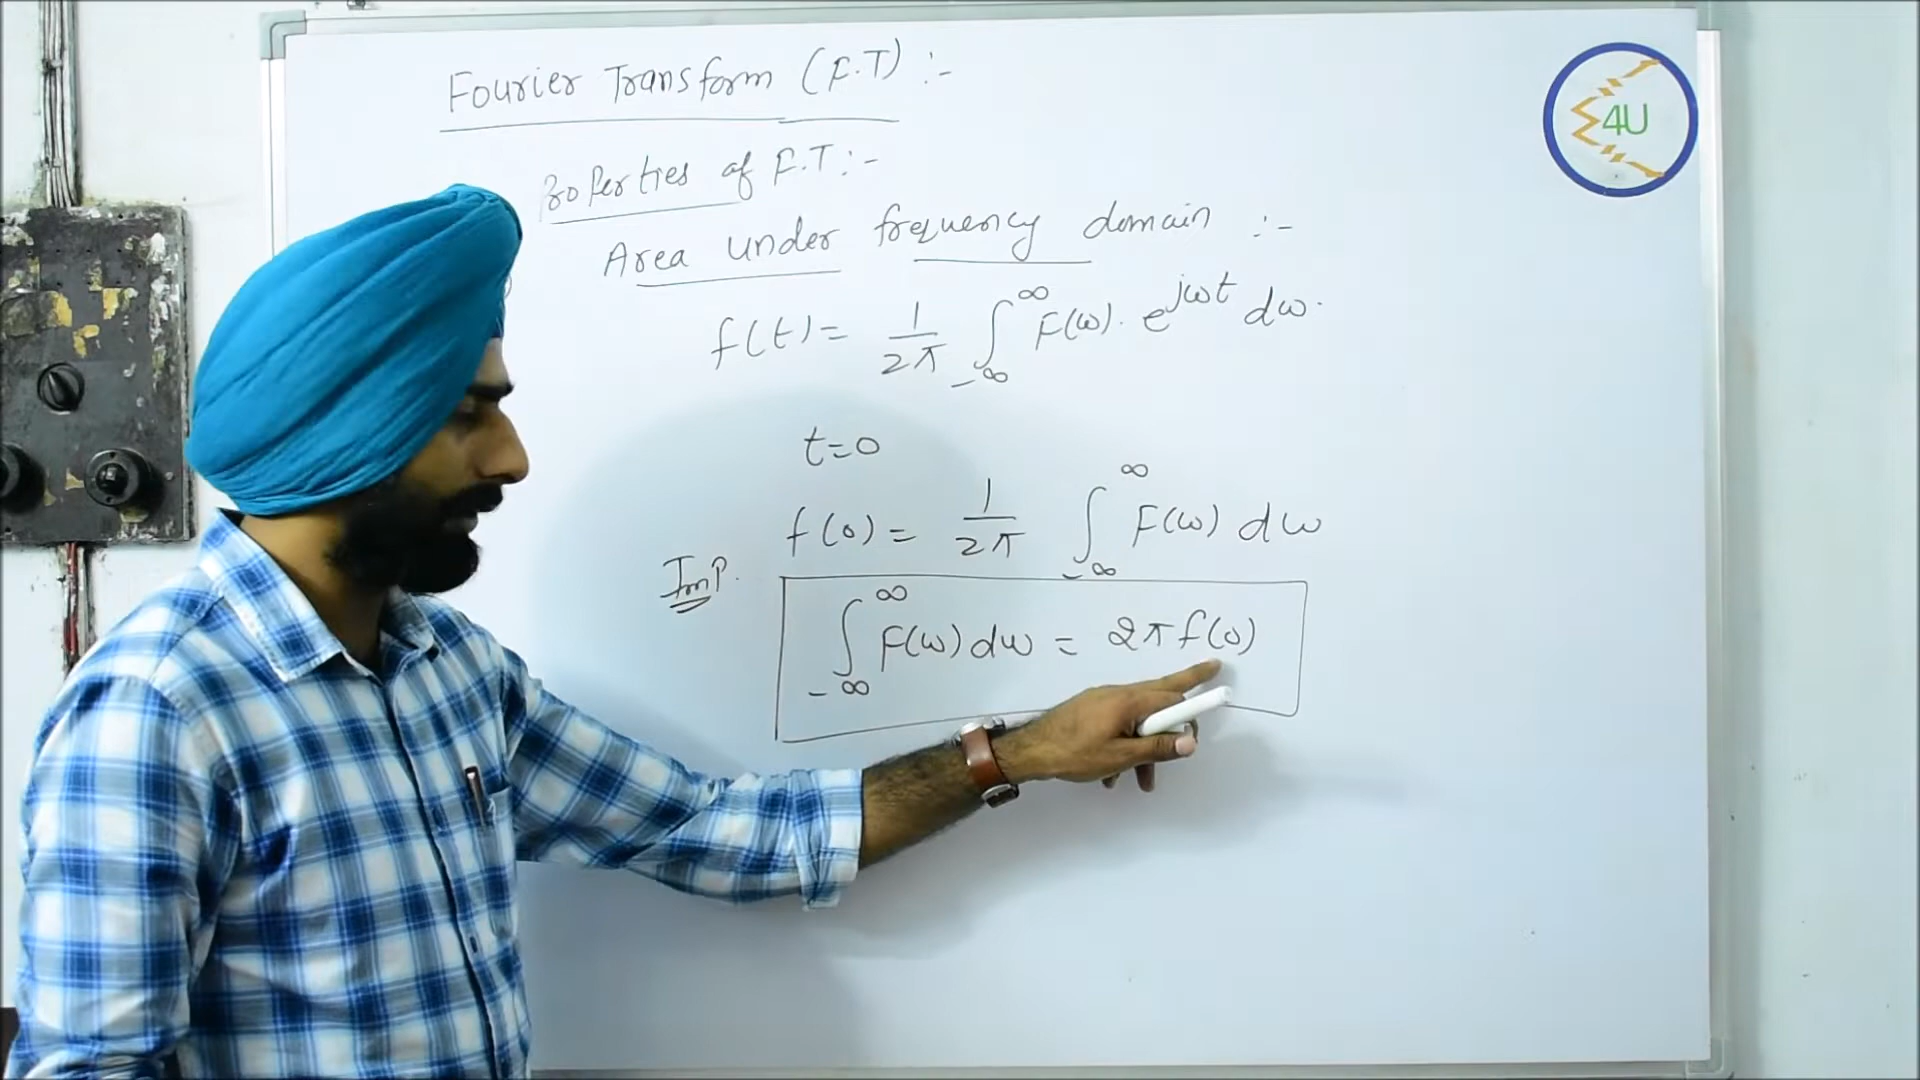 Fourier Transform (F.T) :-
Properties of F.T :-
Area under frequency domain :-
f(t) = 1/2π ∫_{-∞}^{∞} F(ω). e^{jωt} dω.
t=0
f(0) = 1/2π ∫_{-∞}^{∞} F(ω) dω
Imp.
∫_{-∞}^{∞} F(ω) dω = 2π f(0)
E4U